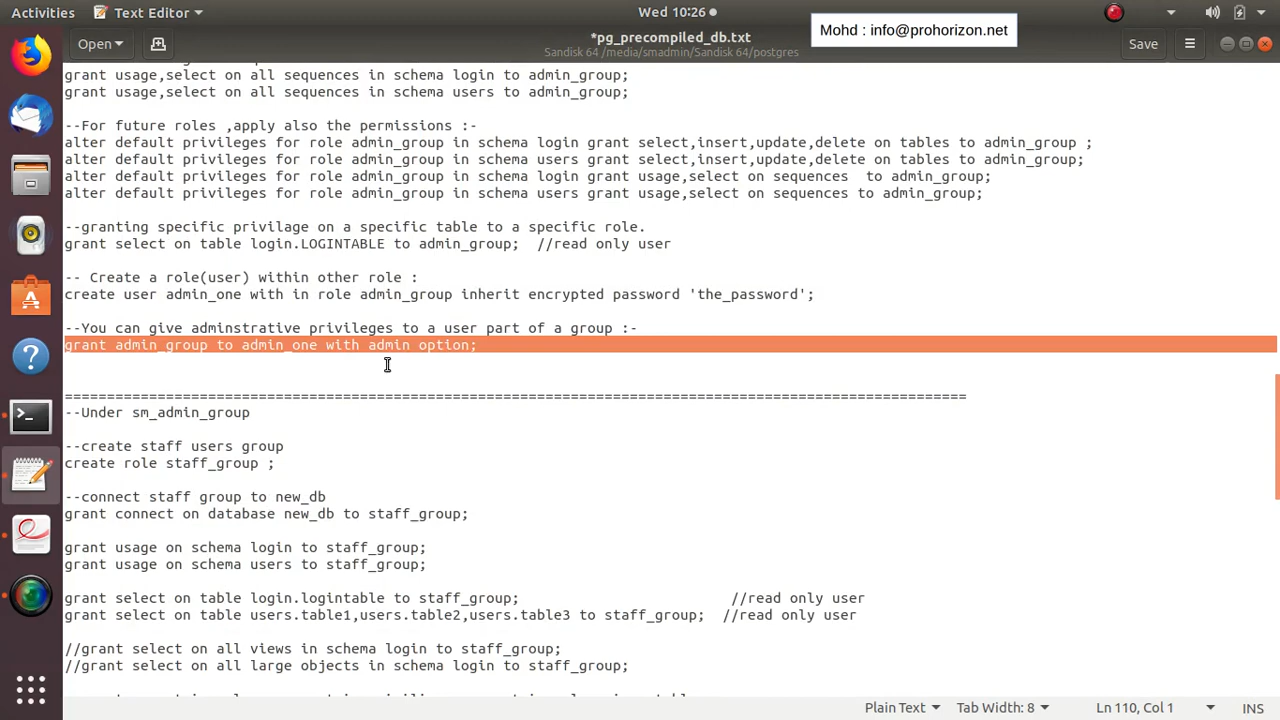 Activities
Text Editor
Wed 10:26
Mohd : info@prohorizon.net
Open
*pg_precompiled_db.txt
Sandisk 64 /media/smadmin/Sandisk 64/postgres
Save
grant usage,select on all sequences in schema login to admin_group;
grant usage,select on all sequences in schema users to admin_group;
--For future roles ,apply also the permissions :-
alter default privileges for role admin_group in schema login grant select,insert,update,delete on tables to admin_group ;
alter default privileges for role admin_group in schema users grant select,insert,update,delete on tables to admin_group;
alter default privileges for role admin_group in schema login grant usage,select on sequences  to admin_group;
alter default privileges for role admin_group in schema users grant usage,select on sequences to admin_group;
--granting specific privilage on a specific table to a specific role.
grant select on table login.LOGINTABLE to admin_group;  //read only user
-- Create a role(user) within other role :
create user admin_one with in role admin_group inherit encrypted password 'the_password';
--You can give adminstrative privileges to a user part of a group :-
grant admin_group to admin_one with admin option;
===========================================================================================================
--Under sm_admin_group
--create staff users group
create role staff_group ;
--connect staff group to new_db
grant connect on database new_db to staff_group;
grant usage on schema login to staff_group;
grant usage on schema users to staff_group;
grant select on table login.logintable to staff_group;                         //read only user
grant select on table users.table1,users.table2,users.table3 to staff_group;  //read only user
//grant select on all views in schema login to staff_group;
//grant select on all large objects in schema login to staff_group;
Plain Text
Tab Width: 8
Ln 110, Col 1
INS